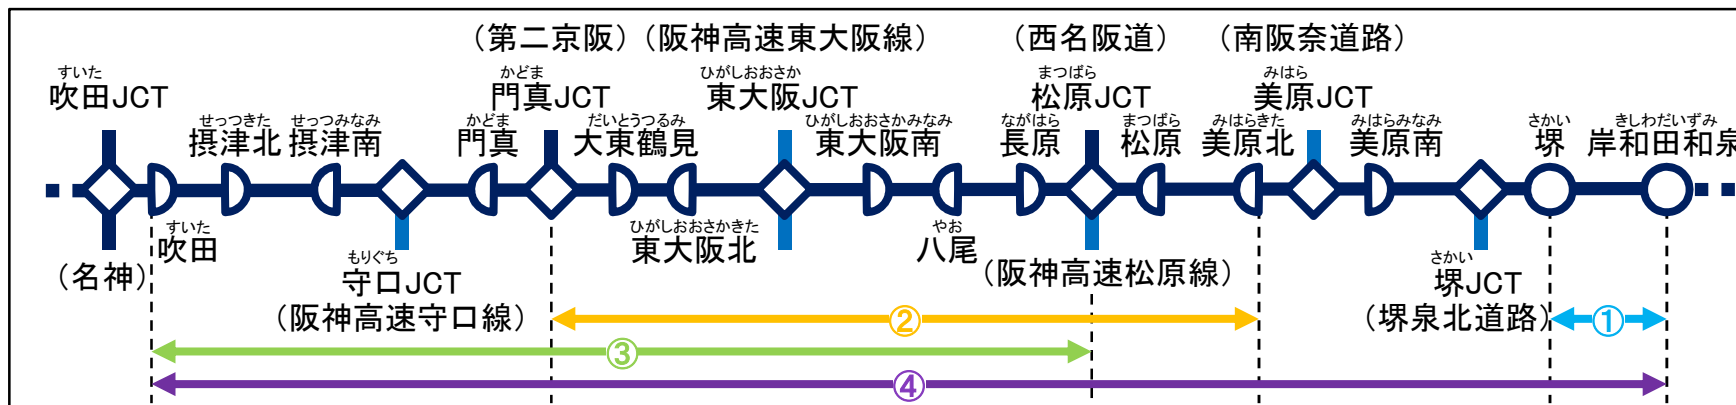 （第二京阪）（阪神高速東大阪線）
（西名阪道）
（南阪奈道路）
すいた
吹田JCT
かどま
門真JCT
ひがしおおさか
東大阪JCT
まつばら
松原JCT
みはら
美原JCT
せっつきた
摂津北
せっつみなみ
摂津南
かどま
門真
だいとうつるみ
大東鶴見
ひがしおおさかみなみ
東大阪南
ながはら
長原
まつばら
松原
みはらきた
美原北
みはらみなみ
美原南
さかい
堺
きしわだいずみ
岸和田和泉
すいた
吹田
ひがしおおさかきた
東大阪北
やお
八尾
（名神）
もりぐち
守口JCT
（阪神高速守口線）
（阪神高速松原線）
さかい
堺JCT
（堺泉北道路）
②
①
③
④